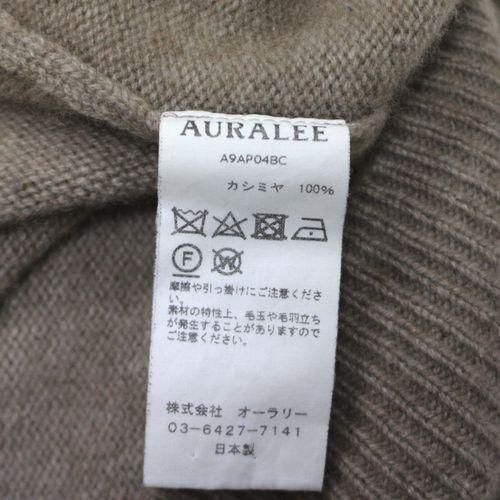 AURALEE
A9AP04BC
カシミヤ 100%
F W
摩擦や引っ掛けにご注意くださ
い。
素材の特性上、毛玉や毛羽立ち
が発生することがありますので
ご注意ください。
株式会社 オーラリー
03-6427-7141
日本製